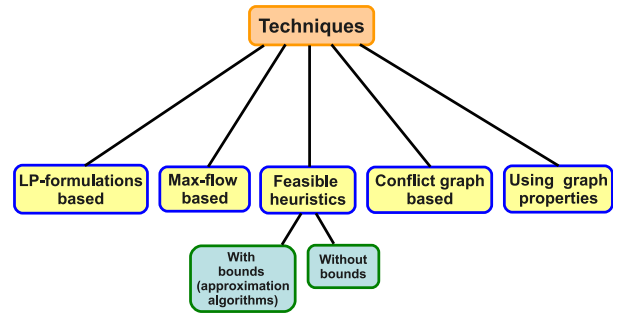 Techniques
LP-formulations
based
Max-flow
based
Feasible
heuristics
Conflict graph
based
Using graph
properties
With
bounds
(approximation
algorithms)
Without
bounds